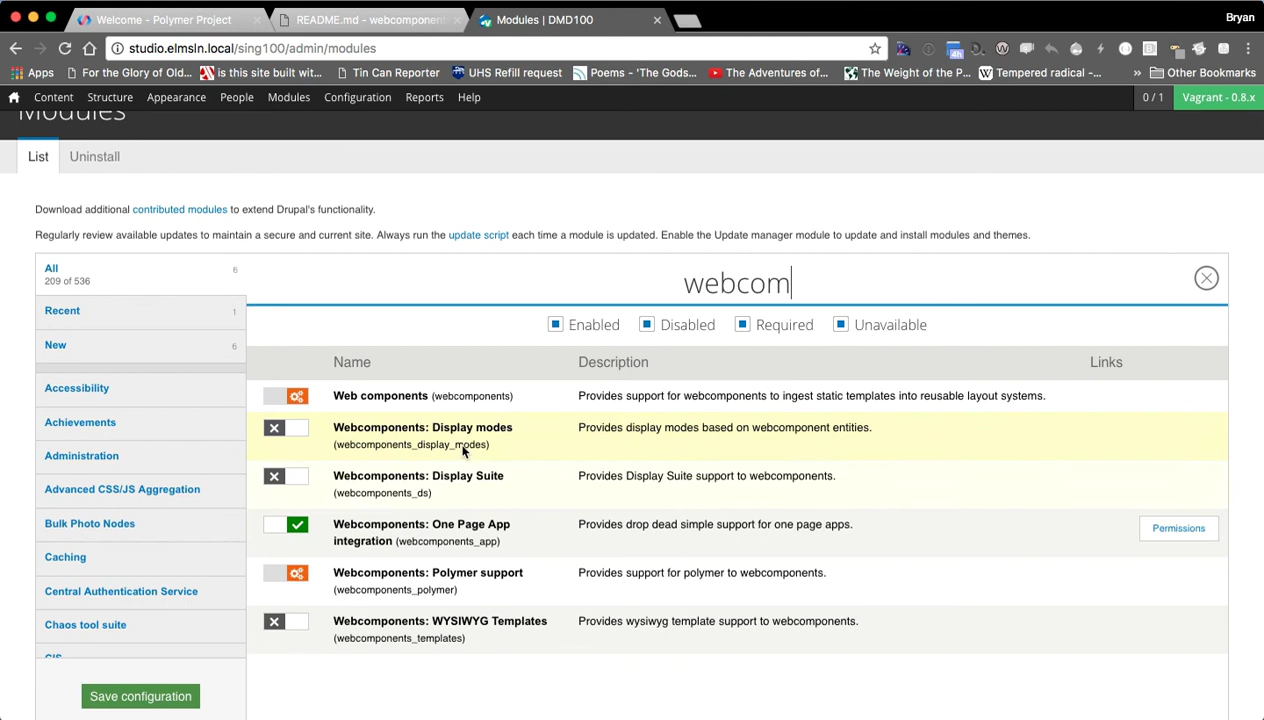 Welcome - Polymer Project
README.md - webcomponen
Modules | DMD100
Bryan
studio.elmsln.local/sing100/admin/modules
4h
Apps
For the Glory of Old...
is this site built wit...
Tin Can Reporter
UHS Refill request
Poems - 'The Gods...
The Adventures of...
The Weight of the P...
Tempered radical -...
» Other Bookmarks
Content
Structure
Appearance
People
Modules
Configuration
Reports
Help
0 / 1
Vagrant - 0.8.x
Modules
List
Uninstall
Download additional contributed modules to extend Drupal's functionality.
Regularly review available updates to maintain a secure and current site. Always run the update script each time a module is updated. Enable the Update manager module to update and install modules and themes.
All
6
209 of 536
Recent
1
New
6
Accessibility
Achievements
Administration
Advanced CSS/JS Aggregation
Bulk Photo Nodes
Caching
Central Authentication Service
Chaos tool suite
CIS
Save configuration
webcom
Enabled
Disabled
Required
Unavailable
Name
Description
Links
Web components (webcomponents)
Provides support for webcomponents to ingest static templates into reusable layout systems.
Webcomponents: Display modes
(webcomponents_display_modes)
Provides display modes based on webcomponent entities.
Webcomponents: Display Suite
(webcomponents_ds)
Provides Display Suite support to webcomponents.
Webcomponents: One Page App
integration (webcomponents_app)
Provides drop dead simple support for one page apps.
Permissions
Webcomponents: Polymer support
(webcomponents_polymer)
Provides support for polymer to webcomponents.
Webcomponents: WYSIWYG Templates
(webcomponents_templates)
Provides wysiwyg template support to webcomponents.